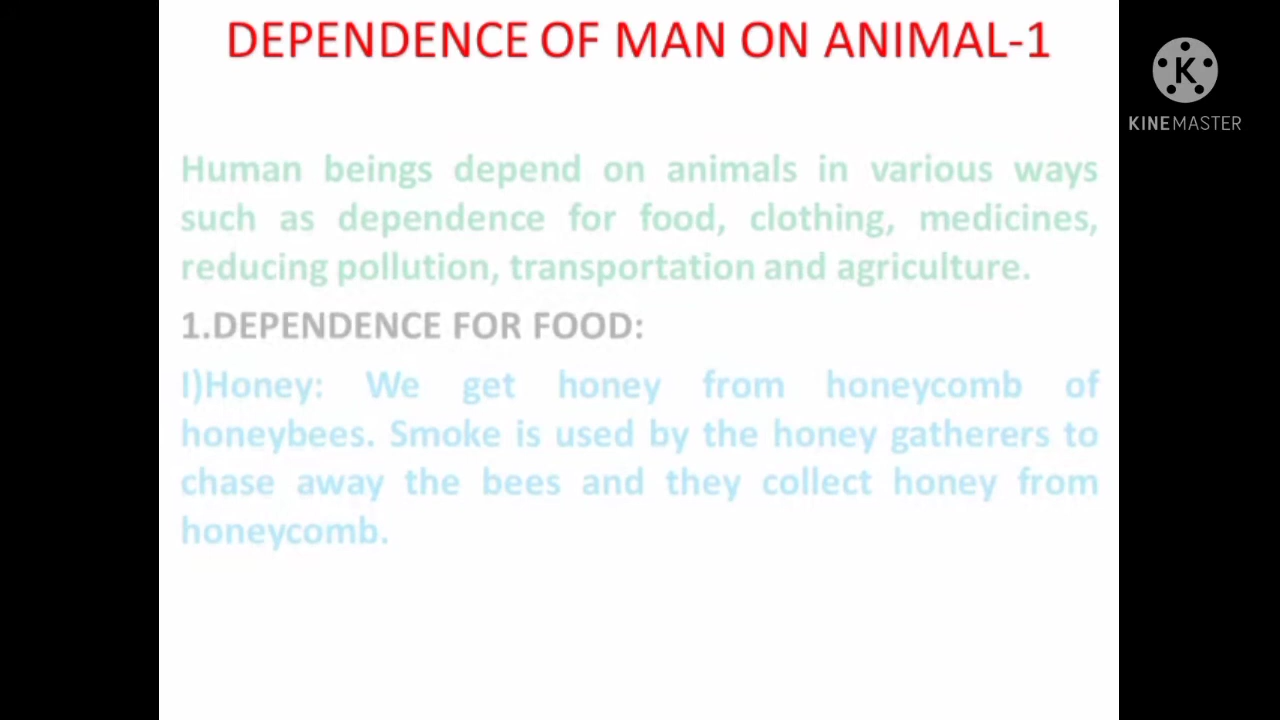 DEPENDENCE OF MAN ON ANIMAL-1
KINEMASTER
Human beings depend on animals in various ways
such as dependence for food, clothing, medicines,
reducing pollution, transportation and agriculture.
1.DEPENDENCE FOR FOOD:
I)Honey: We get honey from honeycomb of
honeybees. Smoke is used by the honey gatherers to
chase away the bees and they collect honey from
honeycomb.